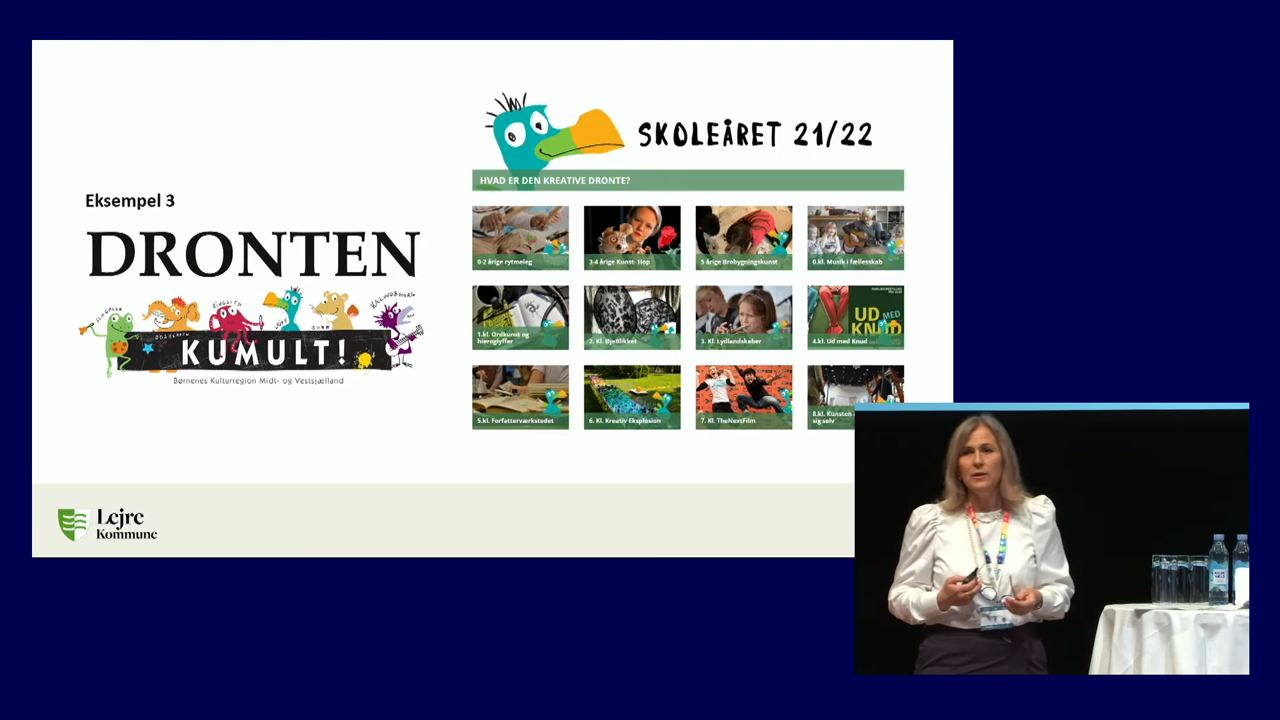 Eksempel 3
DRONTEN
KUMULT!
Børnenes Kulturregion Midt- og Vestsjælland
SKOLEÅRET 21/22
HVAD ER DEN KREATIVE DRONTE?
0-2 årige rytmeleg
3-4 årige Kunst- Hop
5 årige Brobygningskunst
0.kl. Musik i fællesskab
1.kl. Ordkunst og
hieroglyffer
2. Kl. ØjeBlikket
3. Kl. Lydlandskaber
UD MED
KNUD
4.kl. Ud med Knud
5.kl. Forfatterværkstedet
6. Kl. Kreativ Eksplosion
7. Kl. TheNextFilm
8.kl. Kunsten
sig selv
Lejre
Kommune